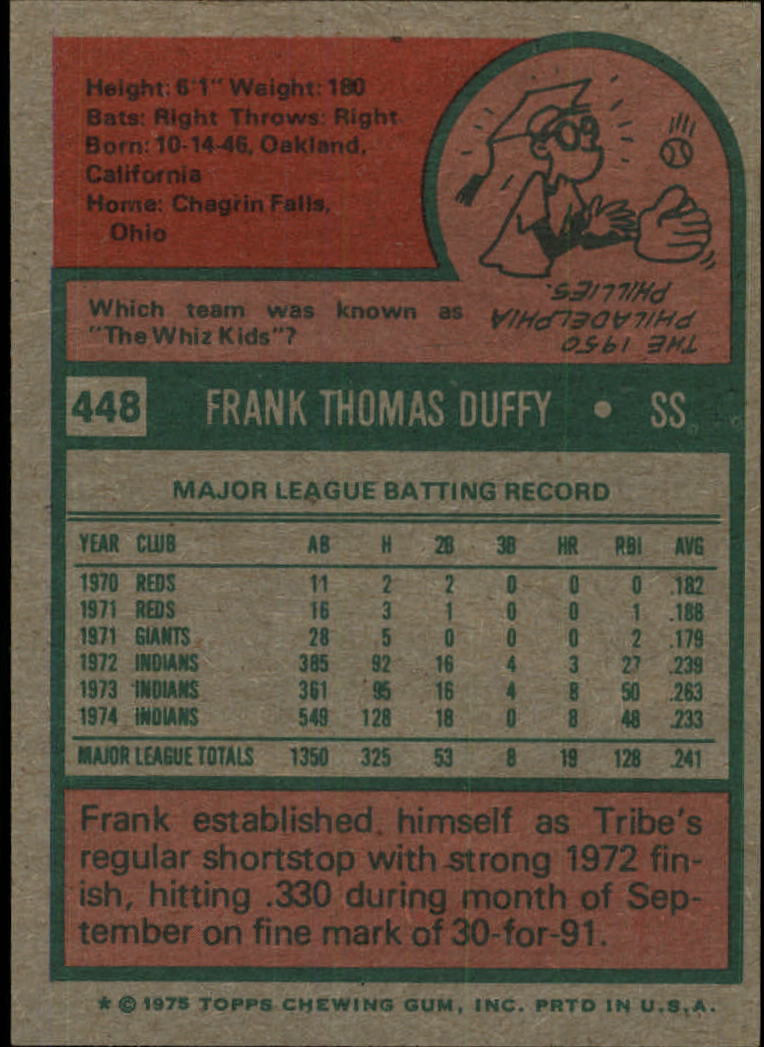 Height: 6'1" Weight: 180
Bats: Right Throws: Right
Born: 10-14-46, Oakland,
California
Home: Chagrin Falls,
Ohio
Which team was known as
"The Whiz Kids"?
THE 1950
PHILADELPHIA
PHILLIES.
448 FRANK THOMAS DUFFY • SS
MAJOR LEAGUE BATTING RECORD
YEAR CLUB AB H 2B 3B HR RBI AVG
1970 REDS 11 2 2 0 0 0 .182
1971 REDS 16 3 1 0 0 1 .188
1971 GIANTS 28 5 0 0 0 2 .179
1972 INDIANS 385 92 16 4 3 27 .239
1973 INDIANS 361 95 16 4 8 50 .263
1974 INDIANS 549 128 18 0 8 48 .233
MAJOR LEAGUE TOTALS 1350 325 53 8 19 128 .241
Frank established himself as Tribe's
regular shortstop with strong 1972 fin-
ish, hitting .330 during month of Sep-
tember on fine mark of 30-for-91.
* © 1975 TOPPS CHEWING GUM, INC. PRTD IN U.S.A.